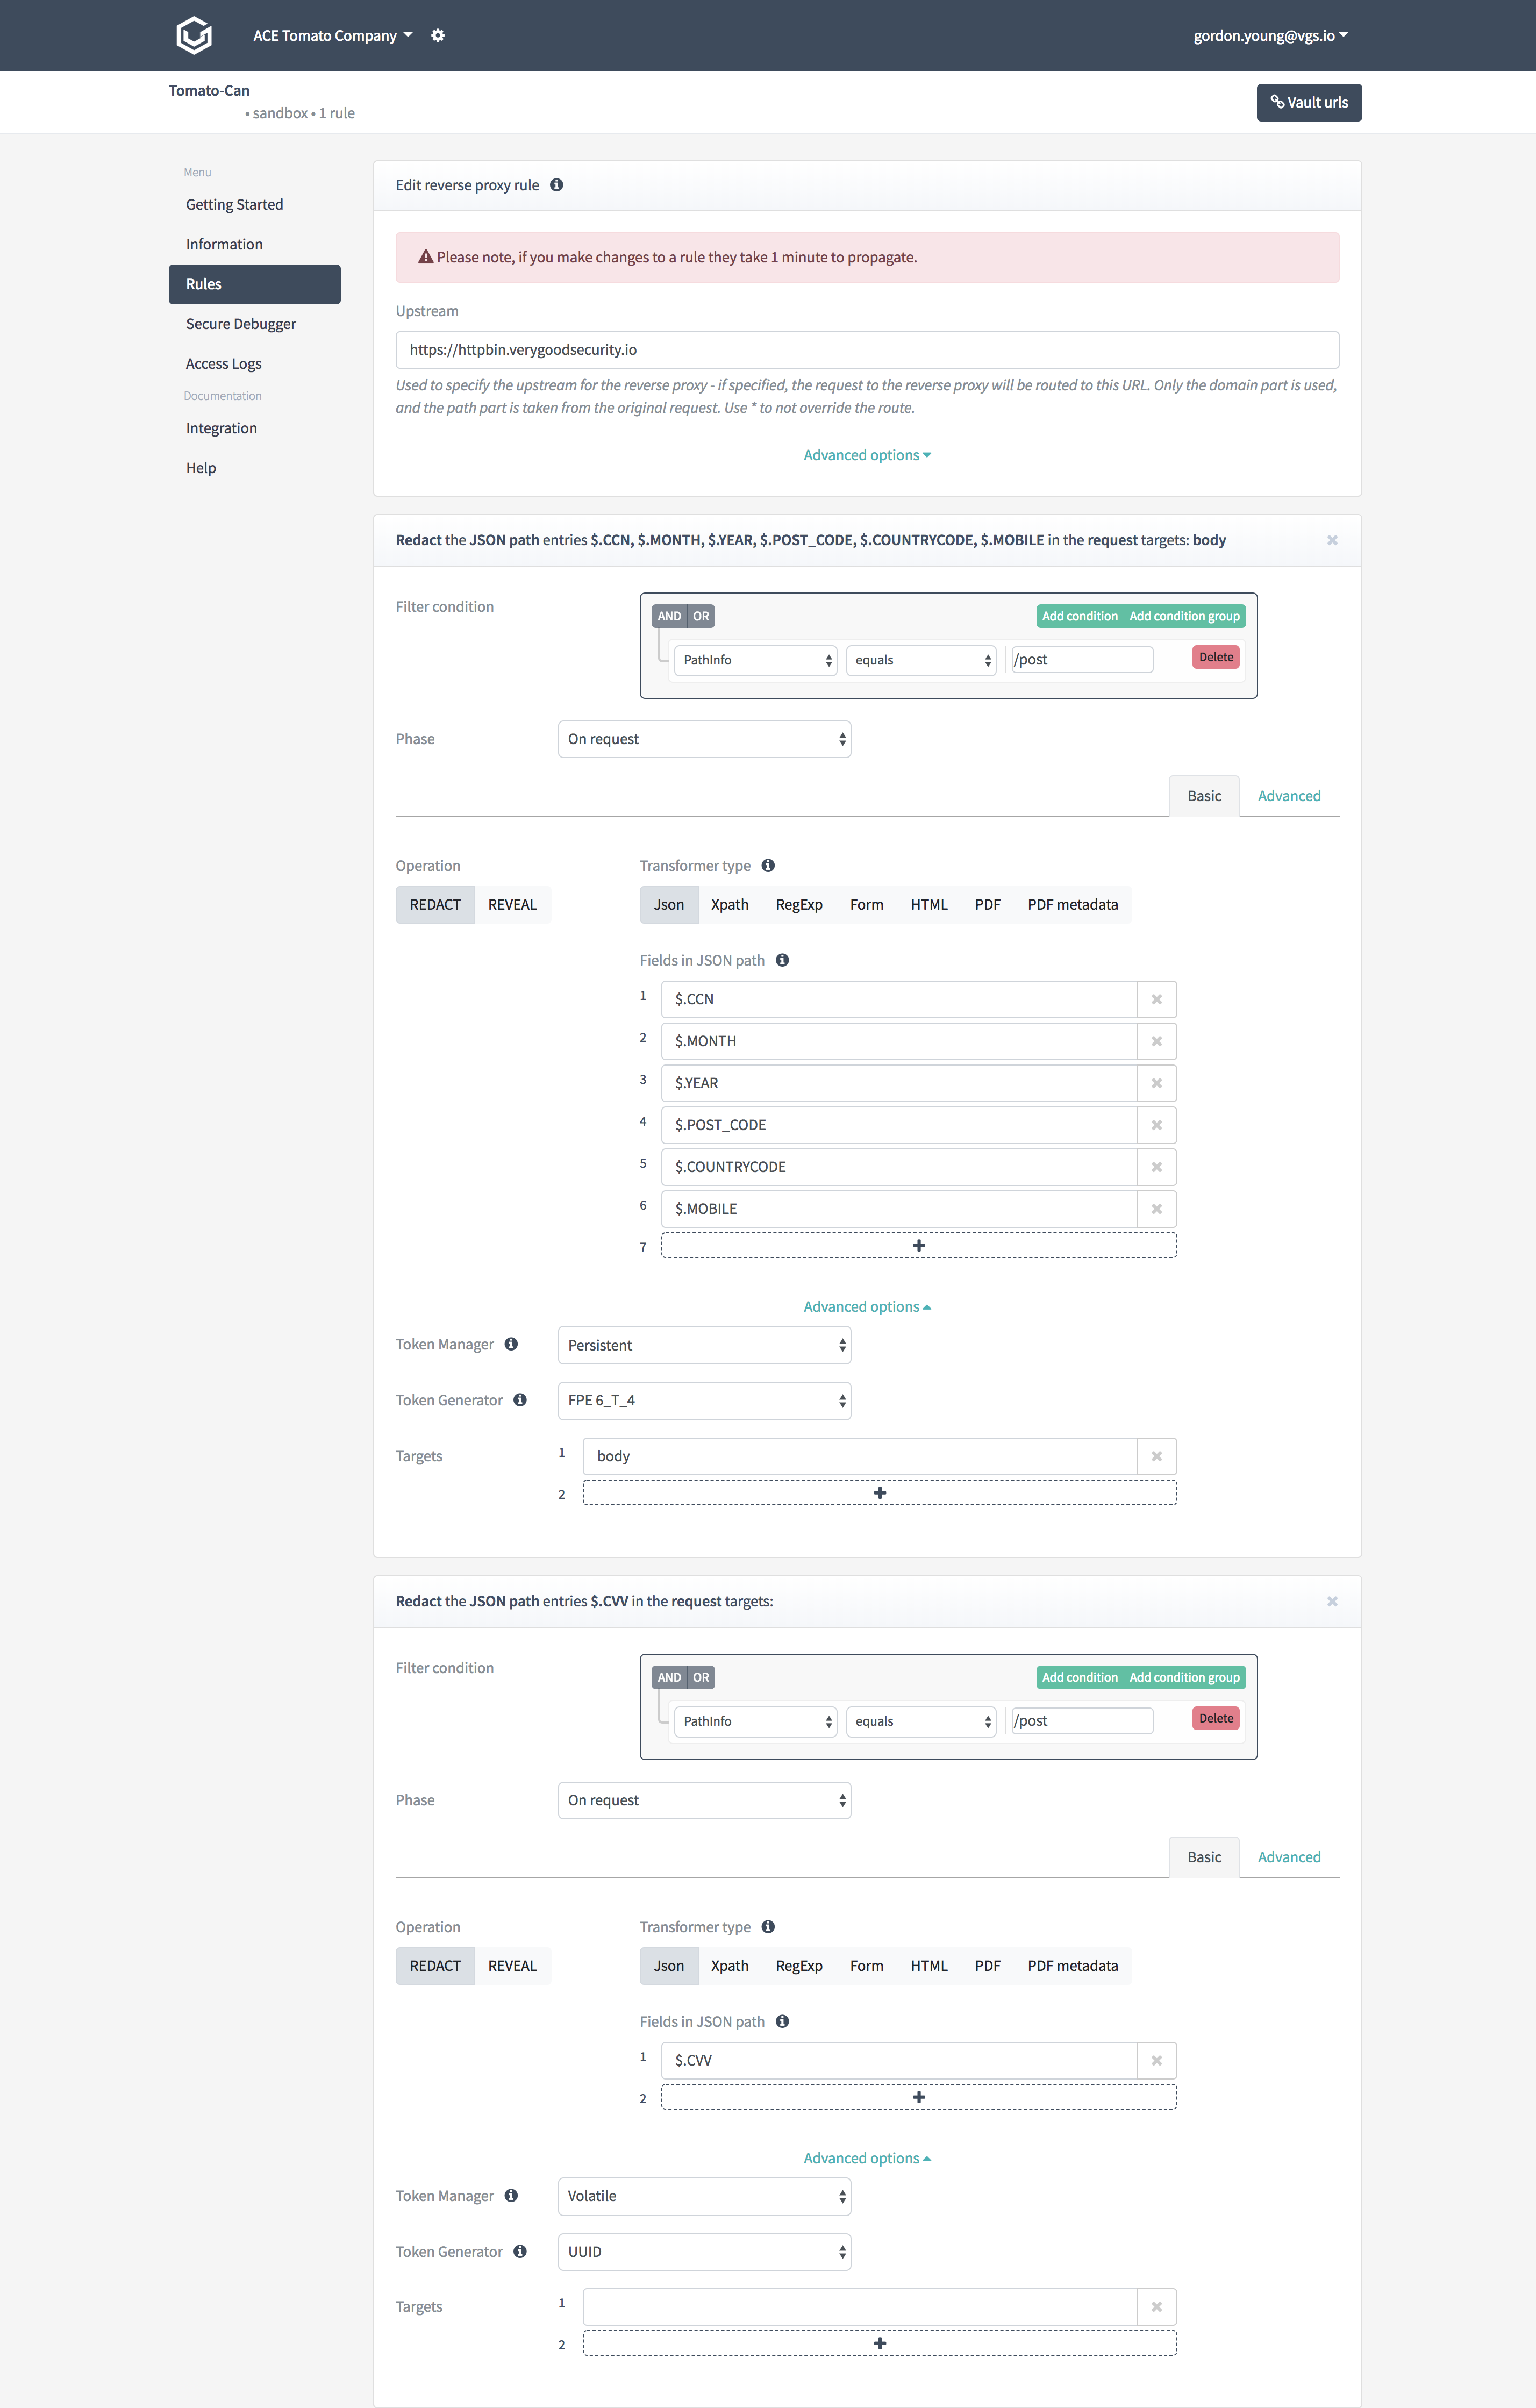 ACE Tomato Company
gordon.young@vgs.io
Tomato-Can
• sandbox • 1 rule
Vault urls
Menu
Getting Started
Information
Rules
Secure Debugger
Access Logs
Documentation
Integration
Help
Edit reverse proxy rule
Please note, if you make changes to a rule they take 1 minute to propagate.
Upstream
https://httpbin.verygoodsecurity.io
Used to specify the upstream for the reverse proxy - if specified, the request to the reverse proxy will be routed to this URL. Only the domain part is used,
and the path part is taken from the original request. Use * to not override the route.
Advanced options
Redact the JSON path entries $.CCN, $.MONTH, $.YEAR, $.POST_CODE, $.COUNTRYCODE, $.MOBILE in the request targets: body
Filter condition
AND OR Add condition Add condition group
PathInfo equals /post Delete
Phase On request
Basic Advanced
Operation Transformer type
REDACT REVEAL Json Xpath RegExp Form HTML PDF PDF metadata
Fields in JSON path
1 $.CCN
2 $.MONTH
3 $.YEAR
4 $.POST_CODE
5 $.COUNTRYCODE
6 $.MOBILE
7
Advanced options
Token Manager Persistent
Token Generator FPE 6_T_4
Targets 1 body
2
Redact the JSON path entries $.CVV in the request targets:
Filter condition
AND OR Add condition Add condition group
PathInfo equals /post Delete
Phase On request
Basic Advanced
Operation Transformer type
REDACT REVEAL Json Xpath RegExp Form HTML PDF PDF metadata
Fields in JSON path
1 $.CVV
2
Advanced options
Token Manager Volatile
Token Generator UUID
Targets 1
2